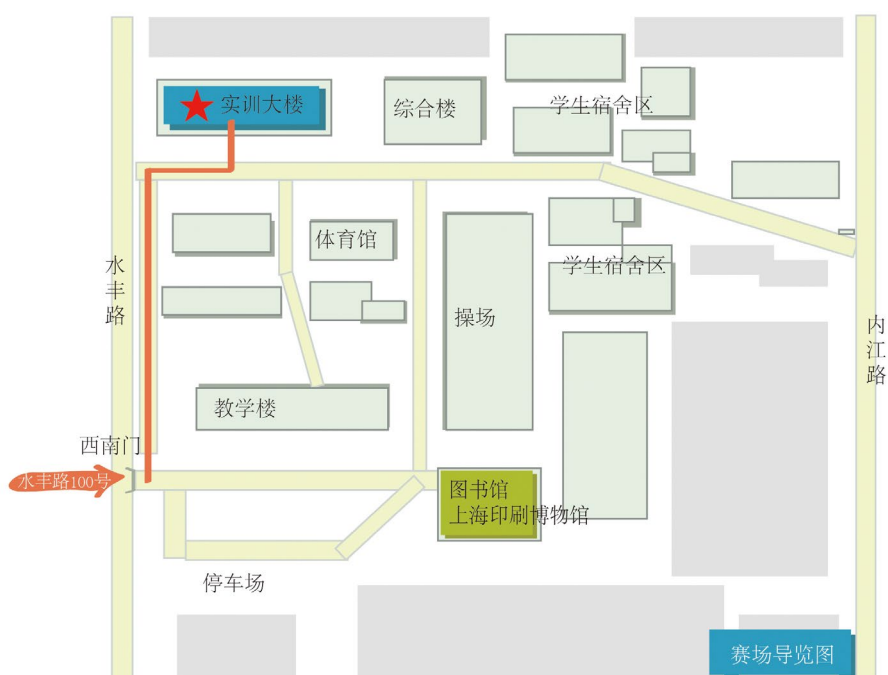 实训大楼
综合楼
学生宿舍区
体育馆
学生宿舍区
水丰路
操场
内江路
教学楼
西南门
水丰路100号
图书馆
上海印刷博物馆
停车场
赛场导览图